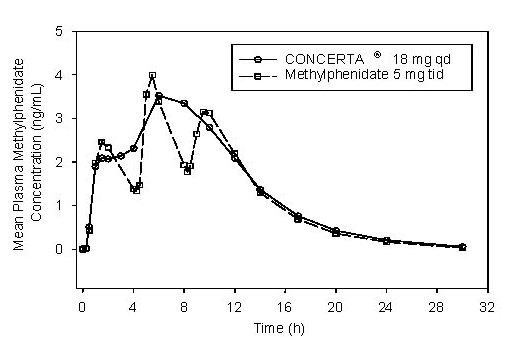 5
4
3
2
1
0
Mean Plasma Methylphenidate
Concentration (ng/mL)
CONCERTA ® 18 mg qd
Methylphenidate 5 mg tid
0 4 8 12 16 20 24 28 32
Time (h)